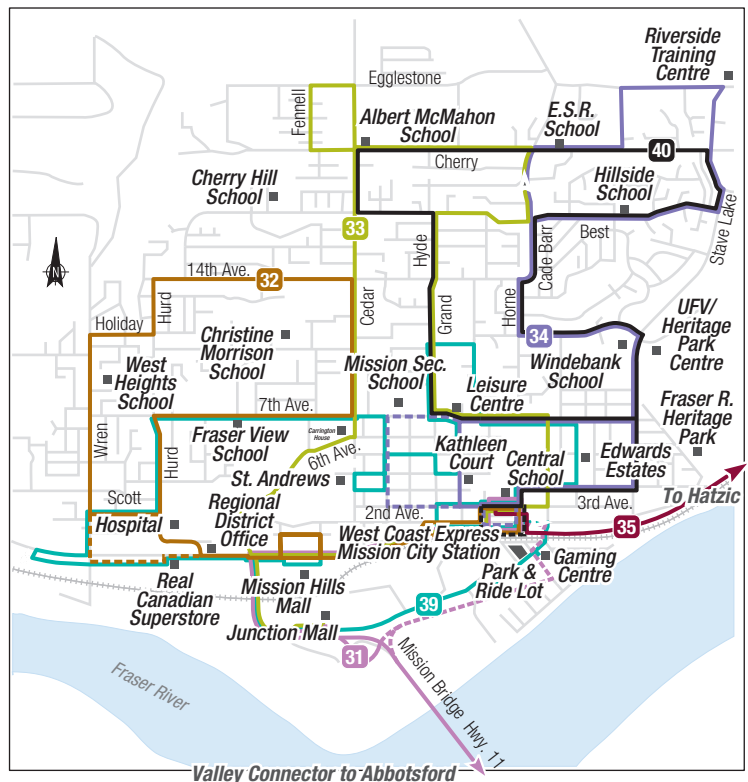 Riverside
Training
Centre
Egglestone
Fennell
Albert McMahon
School
E.S.R.
School
40
Cherry
Cherry Hill
School
Hillside
School
33
Hyde
Best
Cade Barr
Stave Lake
N
14th Ave.
32
Hurd
Cedar
Grand
Horne
Holiday
34
UFV/
Heritage
Park
Centre
Christine
Morrison
School
West
Heights
School
Mission Sec.
School
Windebank
School
Leisure
Centre
7th Ave.
Fraser R.
Heritage
Park
Wren
Fraser View
School
Carrington
House
6th Ave.
Kathleen
Court
Hurd
St. Andrews
Central
School
Edwards
Estates
Scott
Regional
District
Office
3rd Ave.
To Hatzic
Hospital
2nd Ave.
35
West Coast Express
Mission City Station
Gaming
Centre
Park &
Ride Lot
Real
Canadian
Superstore
Mission Hills
Mall
39
Junction Mall
31
Mission Bridge Hwy. 11
Fraser River
Valley Connector to Abbotsford